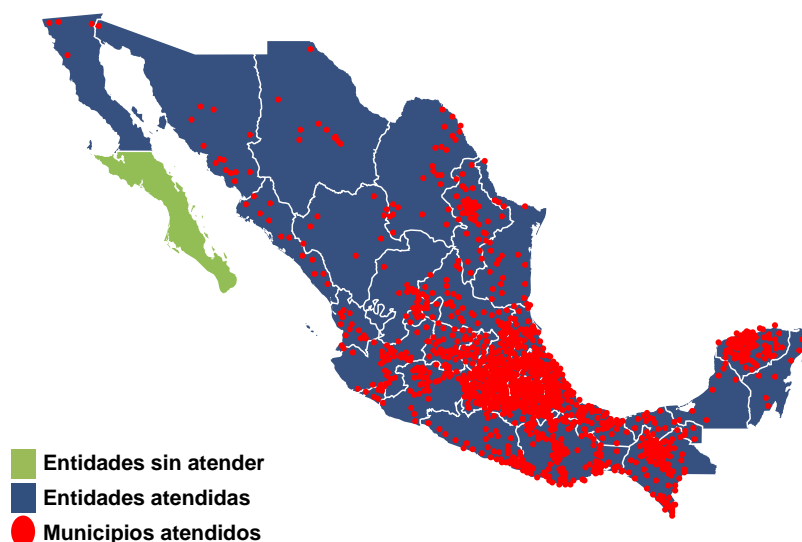 Entidades sin atender
Entidades atendidas
Municipios atendidos